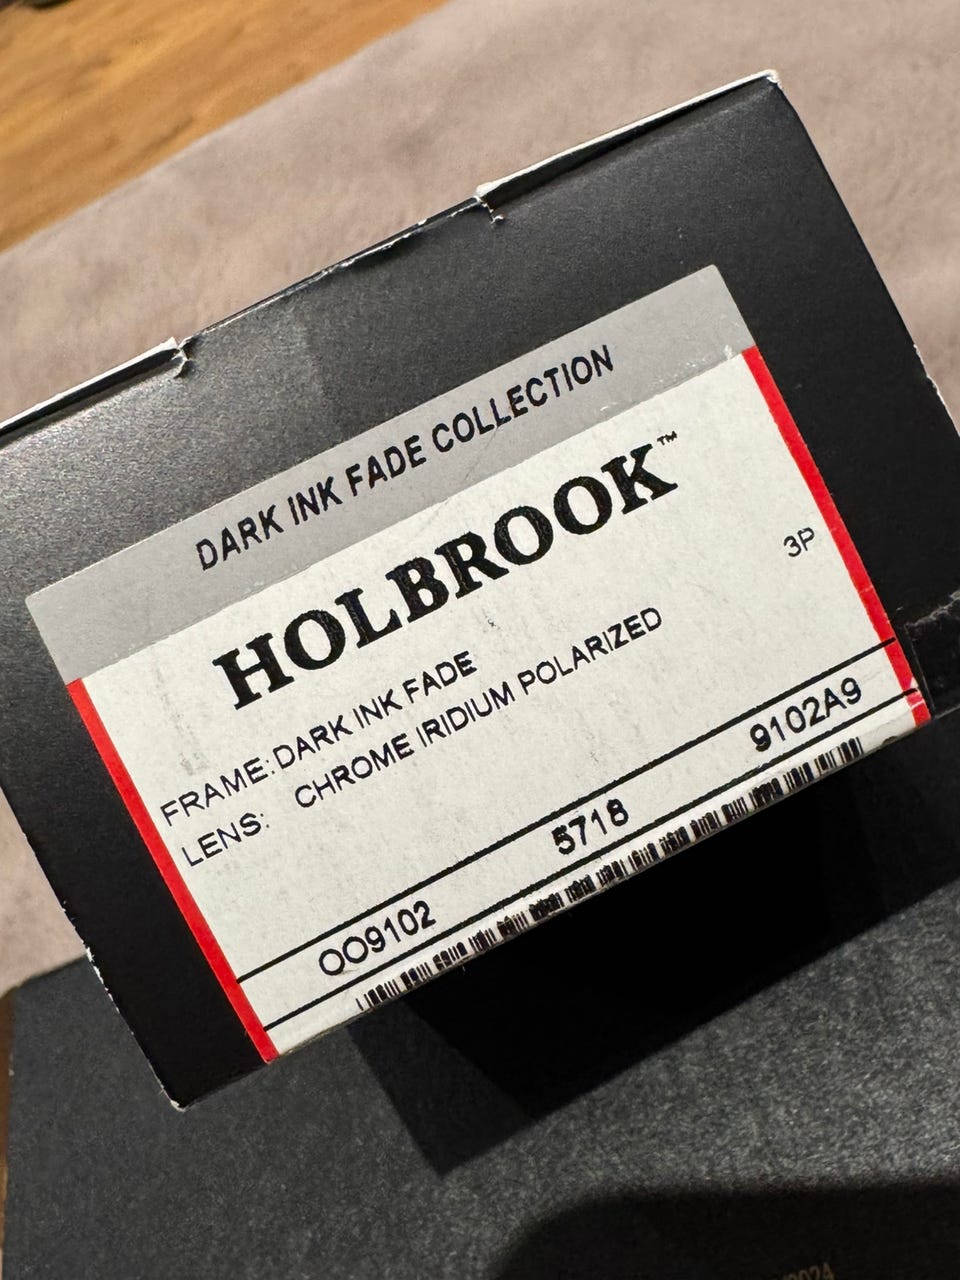 DARK INK FADE COLLECTION
HOLBROOK™
3P
FRAME: DARK INK FADE
LENS: CHROME IRIDIUM POLARIZED
OO9102 5718 9102A9